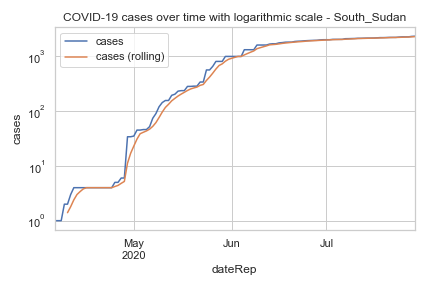 COVID-19 cases over time with logarithmic scale - South_Sudan
cases
cases (rolling)
10³
10²
10¹
10⁰
cases
May
2020
Jun
Jul
dateRep